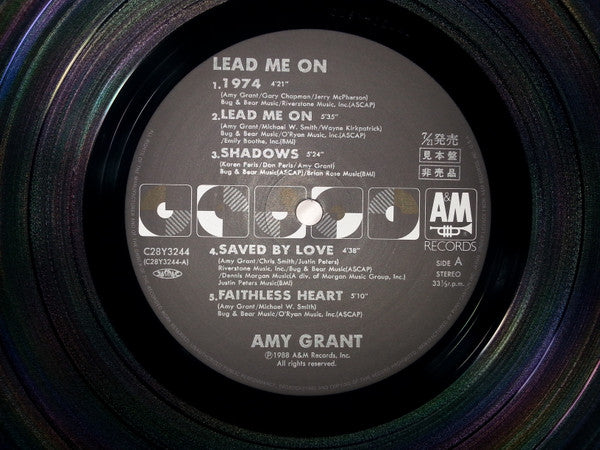 LEAD ME ON
1. 1974 4'21"
(Amy Grant/Gary Chapman/Jerry McPherson)
Bug & Bear Music/Riverstone Music, Inc.(ASCAP)
2. LEAD ME ON 5'35"
(Amy Grant/Michael W. Smith/Wayne Kirkpatrick)
Bug & Bear Music/O'Ryan Music, Inc.(ASCAP)
/Emily Boothe, Inc.(BMI)
3. SHADOWS 5'24"
(Karen Peris/Don Peris/Amy Grant)
Bug & Bear Music(ASCAP)/Brian Rose Music(BMI)
7/21発売
見本盤
非売品
A&M
RECORDS
C28Y3244
(C28Y3244-A)
SIDE A
STEREO
33 1/3 r.p.m.
4. SAVED BY LOVE 4'38"
(Amy Grant/Chris Smith/Justin Peters)
Riverstone Music, Inc./Bug & Bear Music(ASCAP)
/Dennis Morgan Music(A div. of Morgan Music Group, Inc.)
Justin Peters Music(BMI)
5. FAITHLESS HEART 5'10"
(Amy Grant/Michael W. Smith)
Bug & Bear Music/O'Ryan Music, Inc.(ASCAP)
AMY GRANT
Ⓟ1988 A&M Records, Inc.
All rights reserved.